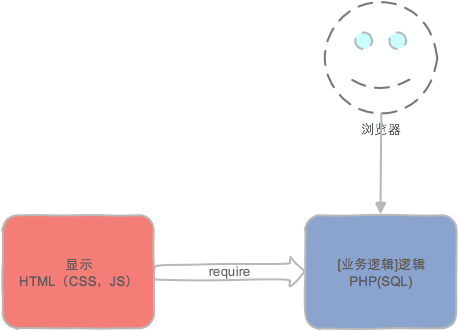 浏览器
显示
HTML（CSS，JS）
require
[业务逻辑]逻辑
PHP(SQL)